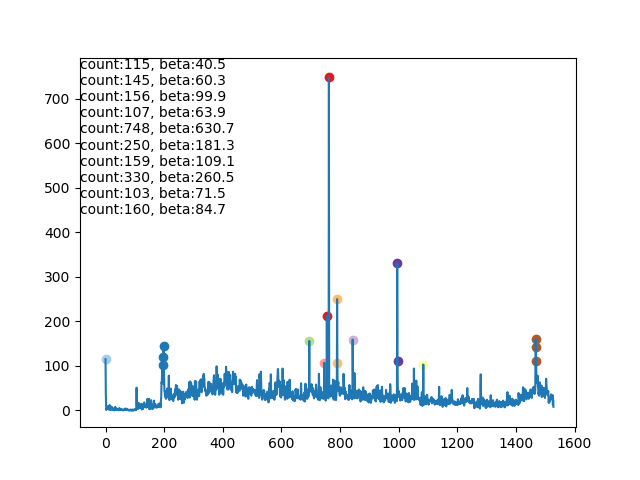 count:115, beta:40.5
count:145, beta:60.3
count:156, beta:99.9
count:107, beta:63.9
count:748, beta:630.7
count:250, beta:181.3
count:159, beta:109.1
count:330, beta:260.5
count:103, beta:71.5
count:160, beta:84.7
700
600
500
400
300
200
100
0
0 200 400 600 800 1000 1200 1400 1600